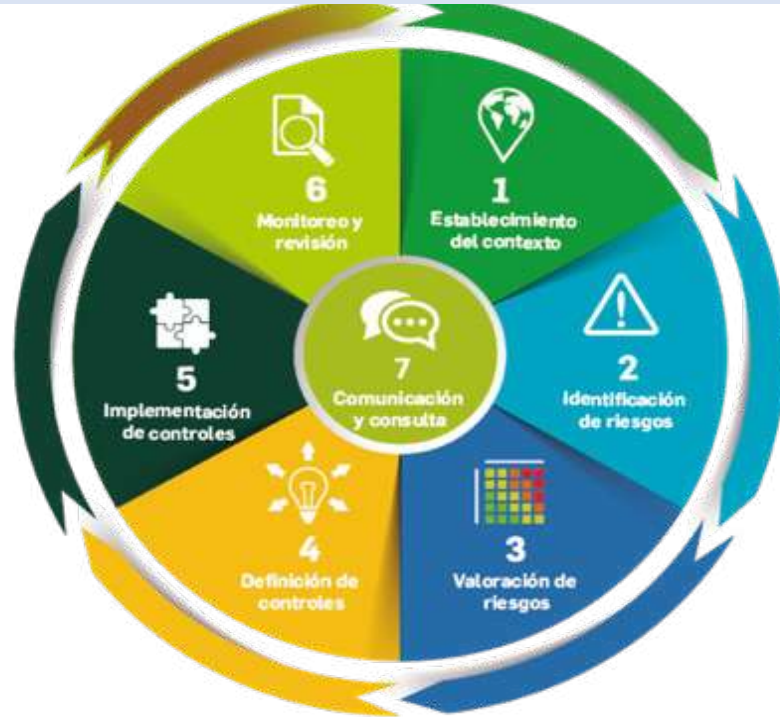 1
Establecimiento
del contexto
2
Identificación
de riesgos
3
Valoración de
riesgos
4
Definición de
controles
5
Implementación
de controles
6
Monitoreo y
revisión
7
Comunicación
y consulta